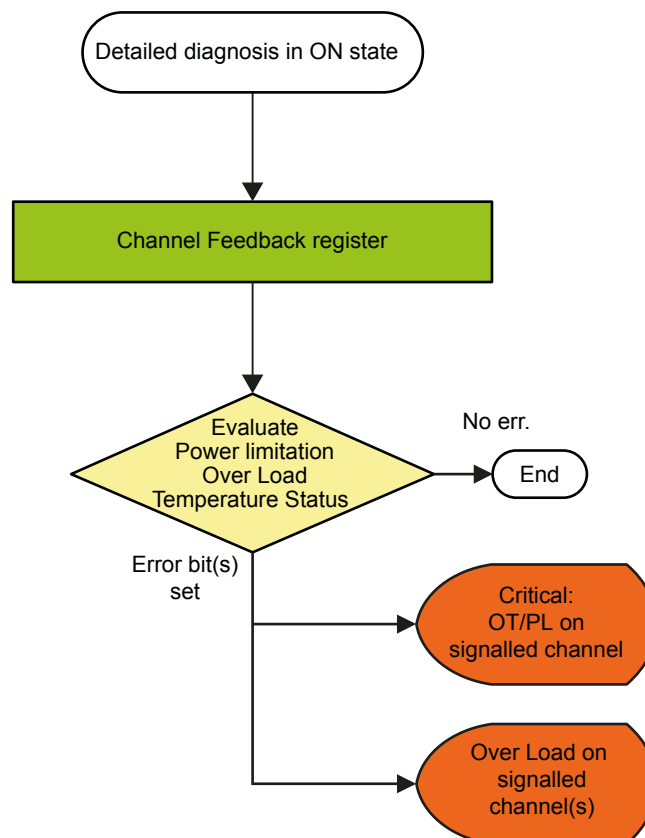 Detailed diagnosis in ON state
Channel Feedback register
Evaluate
Power limitation
Over Load
Temperature Status
No err.
End
Error bit(s)
set
Critical:
OT/PL on
signalled channel
Over Load on
signalled
channel(s)